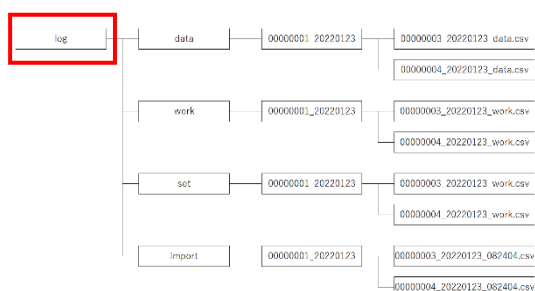 log
data
00000001_20220123
00000003_20220123_data.csv
00000004_20220123_data.csv
work
00000001_20220123
00000003_20220123_work.csv
00000004_20220123_work.csv
set
00000001_20220123
00000003_20220123_work.csv
00000004_20220123_work.csv
import
00000001_20220123
00000003_20220123_082404.csv
00000004_20220123_082404.csv